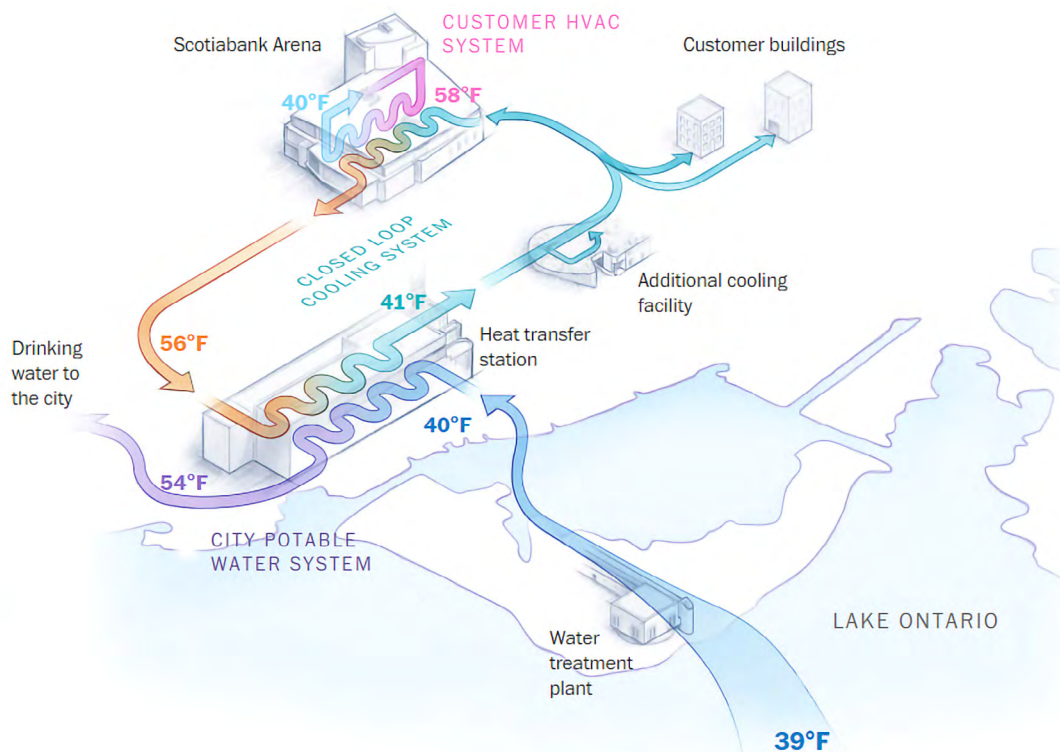 CUSTOMER HVAC
SYSTEM
Scotiabank Arena
Customer buildings
40°F
58°F
CLOSED LOOP
COOLING SYSTEM
Additional cooling
facility
41°F
Heat transfer
station
56°F
Drinking
water to
the city
40°F
54°F
CITY POTABLE
WATER SYSTEM
LAKE ONTARIO
Water
treatment
plant
39°F